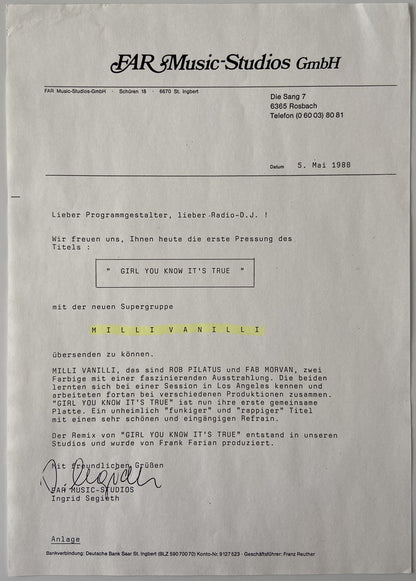 FAR Music-Studios GmbH
FAR Music-Studios-GmbH · Schüren 18 · 6670 St. Ingbert
Die Sang 7
6365 Rosbach
Telefon (0 60 03) 80 81
Datum 5. Mai 1988
Lieber Programmgestalter, lieber Radio-D.J. !
Wir freuen uns, Ihnen heute die erste Pressung des
Titels :
" GIRL YOU KNOW IT'S TRUE "
mit der neuen Supergruppe
M I L L I V A N I L L I
übersenden zu können.
MILLI VANILLI, das sind ROB PILATUS und FAB MORVAN, zwei
Farbige mit einer faszinierenden Ausstrahlung. Die beiden
lernten sich bei einer Session in Los Angeles kennen und
arbeiteten fortan bei verschiedenen Produktionen zusammen.
"GIRL YOU KNOW IT'S TRUE" ist nun ihre erste gemeinsame
Platte. Ein unheimlich "funkiger" und "rappiger" Titel
mit einem sehr schönen und eingängigen Refrain.
Der Remix von "GIRL YOU KNOW IT'S TRUE" entstand in unseren
Studios und wurde von Frank Farian produziert.
Mit freundlichen Grüßen
FAR MUSIC-STUDIOS
Ingrid Segieth
Anlage
Bankverbindung: Deutsche Bank Saar St. Ingbert (BLZ 590 700 70) Konto-Nr. 9127 523 · Geschäftsführer: Franz Reuther